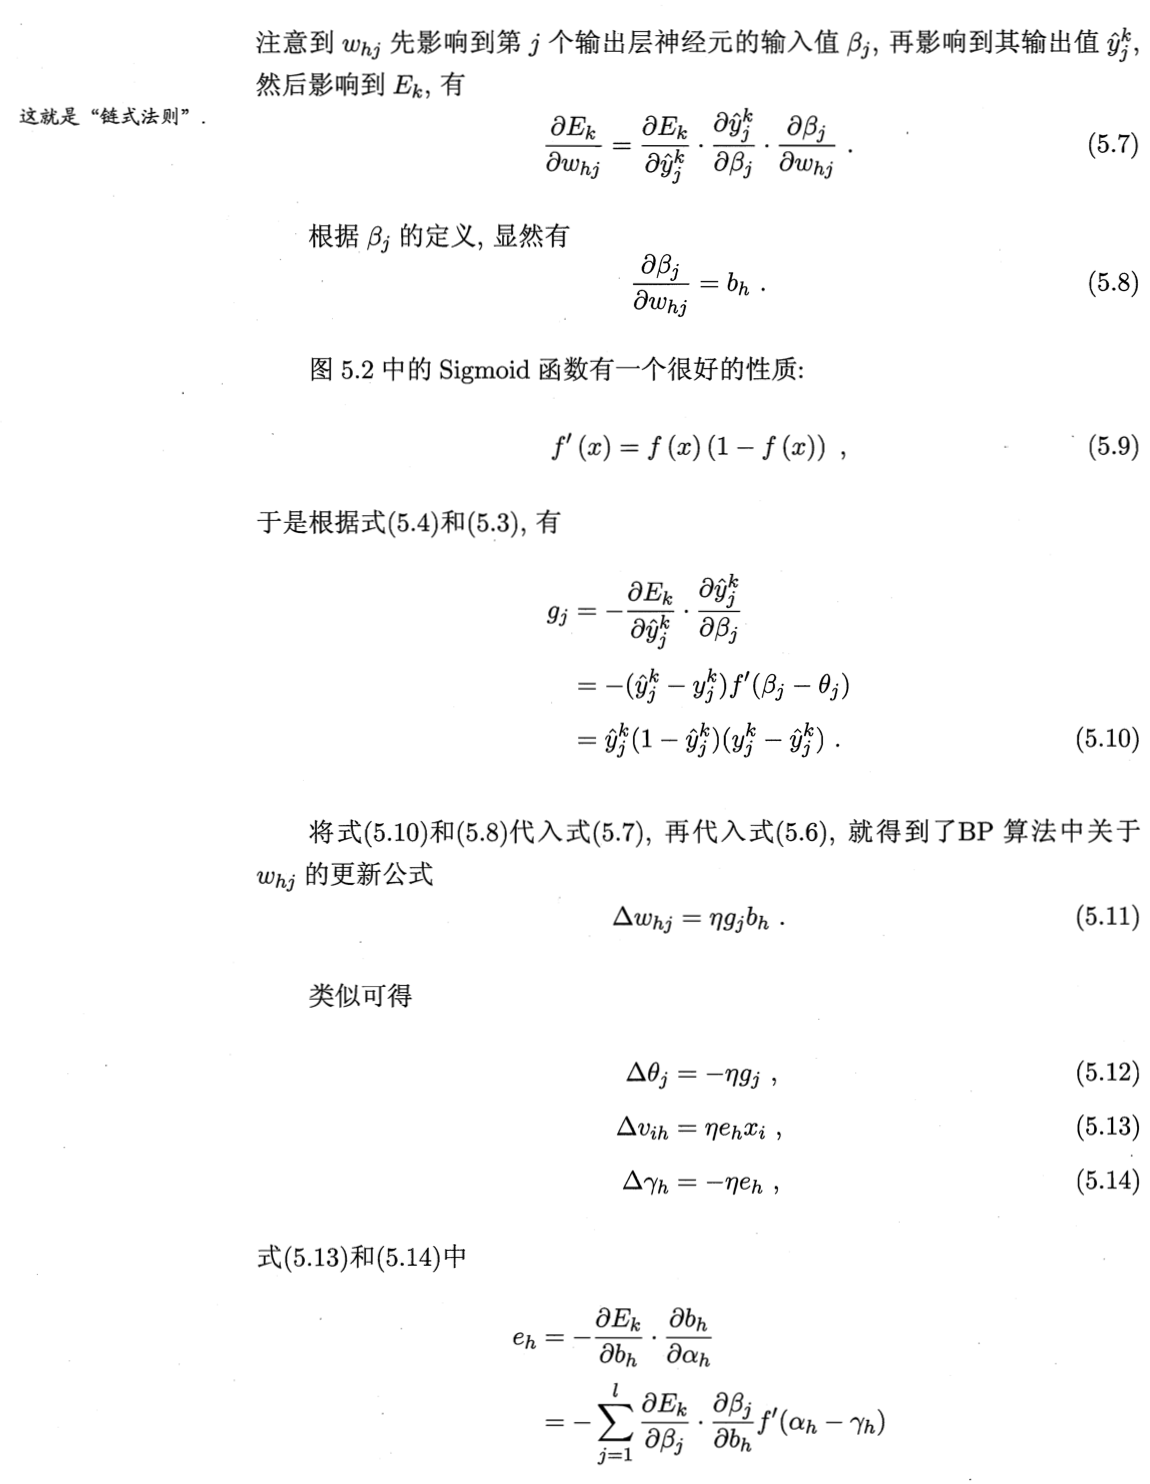 注意到 $w_{hj}$ 先影响到第 $j$ 个输出层神经元的输入值 $\beta_j$, 再影响到其输出值 $\hat{y}_j^k$,
然后影响到 $E_k$, 有
这就是“链式法则”.
$\frac{\partial E_k}{\partial w_{hj}} = \frac{\partial E_k}{\partial \hat{y}_j^k} \cdot \frac{\partial \hat{y}_j^k}{\partial \beta_j} \cdot \frac{\partial \beta_j}{\partial w_{hj}}$ . (5.7)
根据 $\beta_j$ 的定义, 显然有
$\frac{\partial \beta_j}{\partial w_{hj}} = b_h$ . (5.8)
图 5.2 中的 Sigmoid 函数有一个很好的性质:
$f'(x) = f(x)(1 - f(x))$ , (5.9)
于是根据式(5.4)和(5.3), 有
$g_j = -\frac{\partial E_k}{\partial \hat{y}_j^k} \cdot \frac{\partial \hat{y}_j^k}{\partial \beta_j}$
$= -(\hat{y}_j^k - y_j^k) f'(\beta_j - \theta_j)$
$= \hat{y}_j^k (1 - \hat{y}_j^k)(y_j^k - \hat{y}_j^k)$ . (5.10)
将式(5.10)和(5.8)代入式(5.7), 再代入式(5.6), 就得到了BP 算法中关于
$w_{hj}$ 的更新公式
$\Delta w_{hj} = \eta g_j b_h$ . (5.11)
类似可得
$\Delta \theta_j = -\eta g_j$ , (5.12)
$\Delta v_{ih} = \eta e_h x_i$ , (5.13)
$\Delta \gamma_h = -\eta e_h$ , (5.14)
式(5.13)和(5.14)中
$e_h = -\frac{\partial E_k}{\partial b_h} \cdot \frac{\partial b_h}{\partial \alpha_h}$
$= -\sum_{j=1}^{l} \frac{\partial E_k}{\partial \beta_j} \cdot \frac{\partial \beta_j}{\partial b_h} f'(\alpha_h - \gamma_h)$